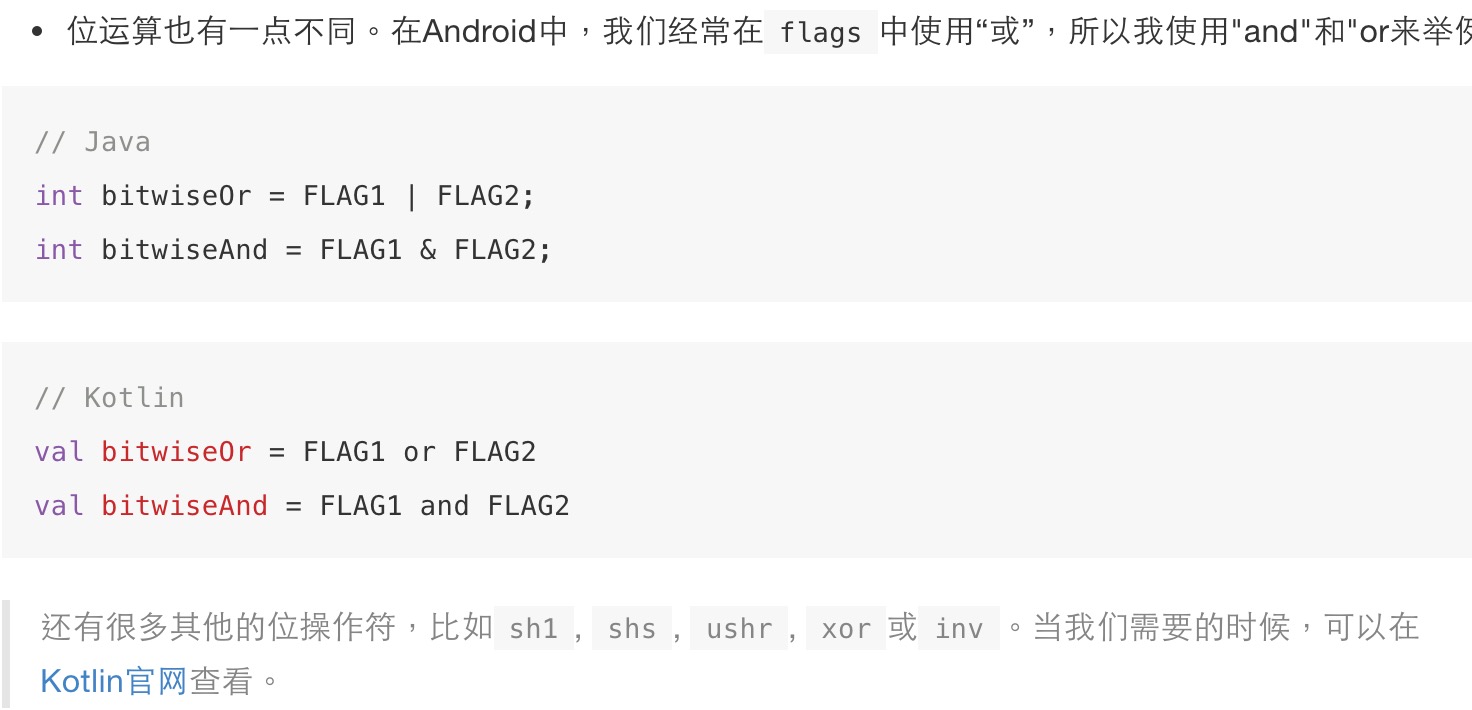 • 位运算也有一点不同。在Android中，我们经常在 flags 中使用“或”，所以我使用"and"和"or来举例
// Java
int bitwiseOr = FLAG1 | FLAG2;
int bitwiseAnd = FLAG1 & FLAG2;
// Kotlin
val bitwiseOr = FLAG1 or FLAG2
val bitwiseAnd = FLAG1 and FLAG2
还有很多其他的位操作符，比如 sh1 , shs , ushr , xor 或 inv 。当我们需要的时候，可以在
Kotlin官网查看。